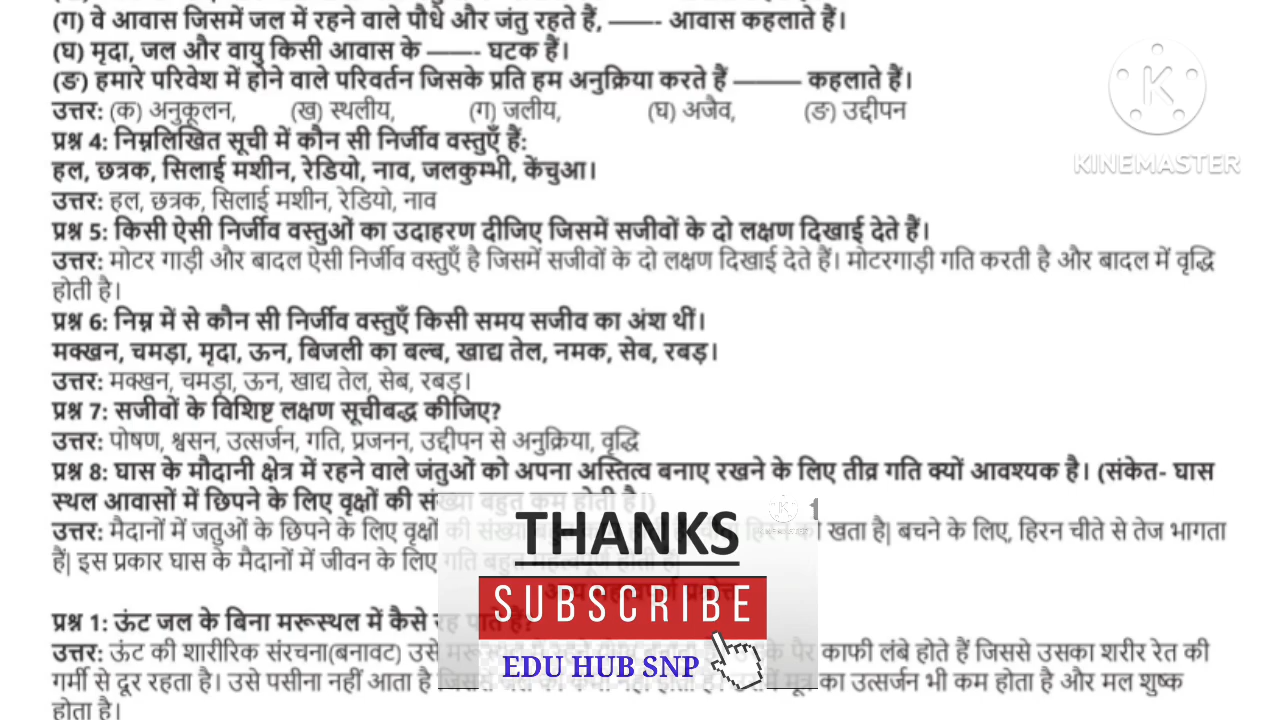 (ग) वे आवास जिसमें जल में रहने वाले पौधे और जंतु रहते हैं, ——- आवास कहलाते हैं।
(घ) मृदा, जल और वायु किसी आवास के ——- घटक हैं।
(ङ) हमारे परिवेश में होने वाले परिवर्तन जिसके प्रति हम अनुक्रिया करते हैं ——— कहलाते हैं।
उत्तर: (क) अनुकूलन, (ख) स्थलीय, (ग) जलीय, (घ) अजैव, (ङ) उद्दीपन
KINEMASTER
प्रश्न 4: निम्नलिखित सूची में कौन सी निर्जीव वस्तुएँ हैं:
हल, छत्रक, सिलाई मशीन, रेडियो, नाव, जलकुम्भी, केंचुआ।
उत्तर: हल, छत्रक, सिलाई मशीन, रेडियो, नाव
प्रश्न 5: किसी ऐसी निर्जीव वस्तुओं का उदाहरण दीजिए जिसमें सजीवों के दो लक्षण दिखाई देते हैं।
उत्तर: मोटर गाड़ी और बादल ऐसी निर्जीव वस्तुएँ है जिसमें सजीवों के दो लक्षण दिखाई देते हैं। मोटरगाड़ी गति करती है और बादल में वृद्धि
होती है।
प्रश्न 6: निम्न में से कौन सी निर्जीव वस्तुएँ किसी समय सजीव का अंश थीं।
मक्खन, चमड़ा, मृदा, ऊन, बिजली का बल्ब, खाद्य तेल, नमक, सेब, रबड़।
उत्तर: मक्खन, चमड़ा, ऊन, खाद्य तेल, सेब, रबड़।
प्रश्न 7: सजीवों के विशिष्ट लक्षण सूचीबद्ध कीजिए?
उत्तर: पोषण, श्वसन, उत्सर्जन, गति, प्रजनन, उद्दीपन से अनुक्रिया, वृद्धि
प्रश्न 8: घास के मौदानी क्षेत्र में रहने वाले जंतुओं को अपना अस्तित्व बनाए रखने के लिए तीव्र गति क्यों आवश्यक है। (संकेत- घास
स्थल आवासों में छिपने के लिए वृक्षों की संख्या बहुत कम होती है।)
उत्तर: मैदानों में जतुओं के छिपने के लिए वृक्षों की संख्या खता है| बचने के लिए, हिरन चीते से तेज भागता
हैं| इस प्रकार घास के मैदानों में जीवन के लिए गति बहुत महत्वपूर्ण होती है|
THANKS
SUBSCRIBE
EDU HUB SNP
प्रश्न 1: ऊंट जल के बिना मरूस्थल में कैसे रह पाते हैं?
उत्तर: ऊंट की शारीरिक संरचना(बनावट) उसे पैर काफी लंबे होते हैं जिससे उसका शरीर रेत की
गर्मी से दूर रहता है। उसे पसीना नहीं आता है मूत्र का उत्सर्जन भी कम होता है और मल शुष्क
होता है।